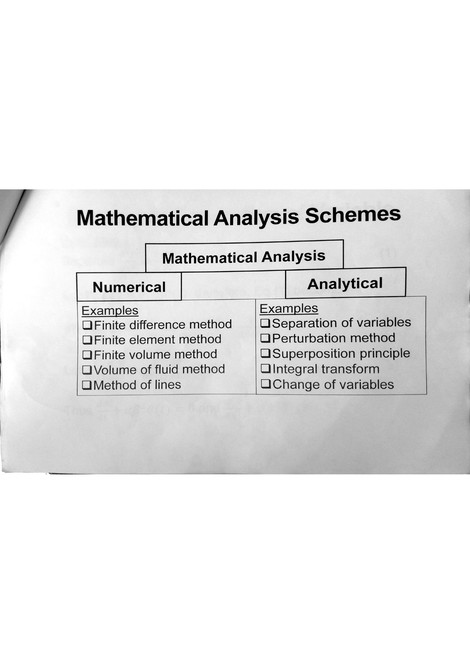 Mathematical Analysis Schemes
Mathematical Analysis
Numerical
Analytical
Examples
❑Finite difference method
❑Finite element method
❑Finite volume method
❑Volume of fluid method
❑Method of lines
Examples
❑Separation of variables
❑Perturbation method
❑Superposition principle
❑Integral transform
❑Change of variables